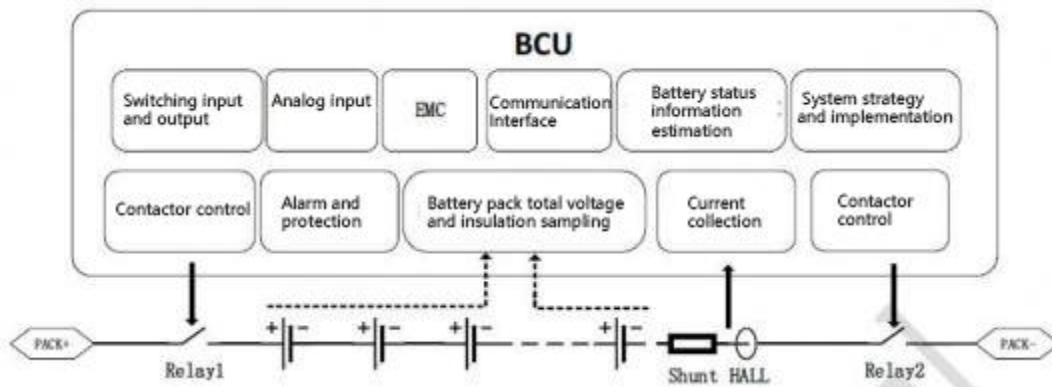 BCU
Switching input
and output
Analog input
EMC
Communication
Interface
Battery status
information
estimation
System strategy
and implementation
Contactor control
Alarm and
protection
Battery pack total voltage
and insulation sampling
Current
collection
Contactor
control
+ − + − + − + −
PACK+
PACK-
Relay1
Shunt HALL
Relay2